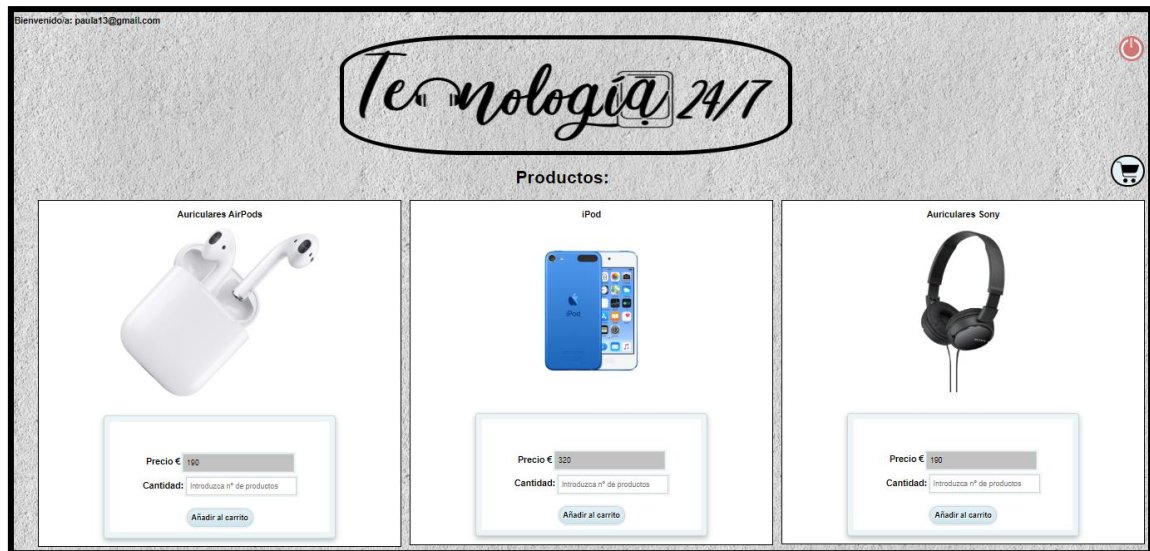 Bienvenido/a: paula13@gmail.com
Tecnología 24/7
Productos:
Auriculares AirPods
Precio € 190
Cantidad: Introduzca nº de productos
Añadir al carrito
iPod
iPod
Precio € 320
Cantidad: Introduzca nº de productos
Añadir al carrito
Auriculares Sony
SONY
Precio € 190
Cantidad: Introduzca nº de productos
Añadir al carrito